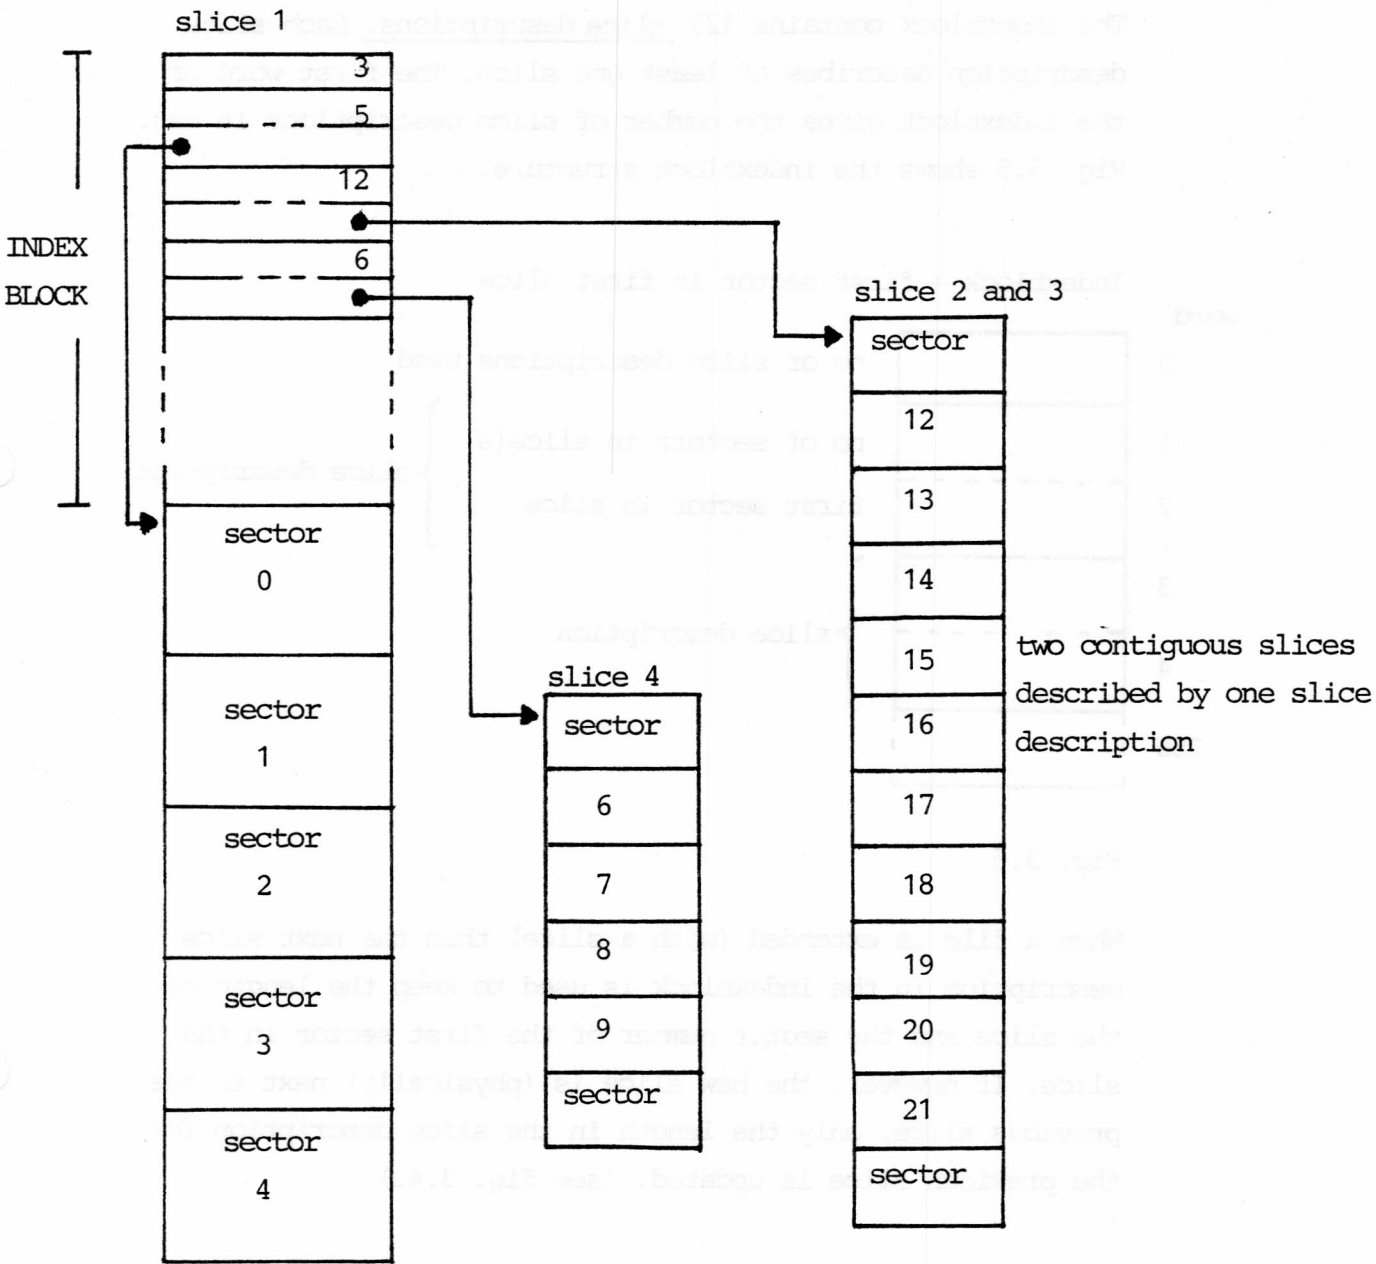 slice 1
3
5
12
6
INDEX
BLOCK
sector
0
sector
1
sector
2
sector
3
sector
4
slice 4
sector
6
7
8
9
sector
slice 2 and 3
sector
12
13
14
15
16
17
18
19
20
21
sector
two contiguous slices
described by one slice
description